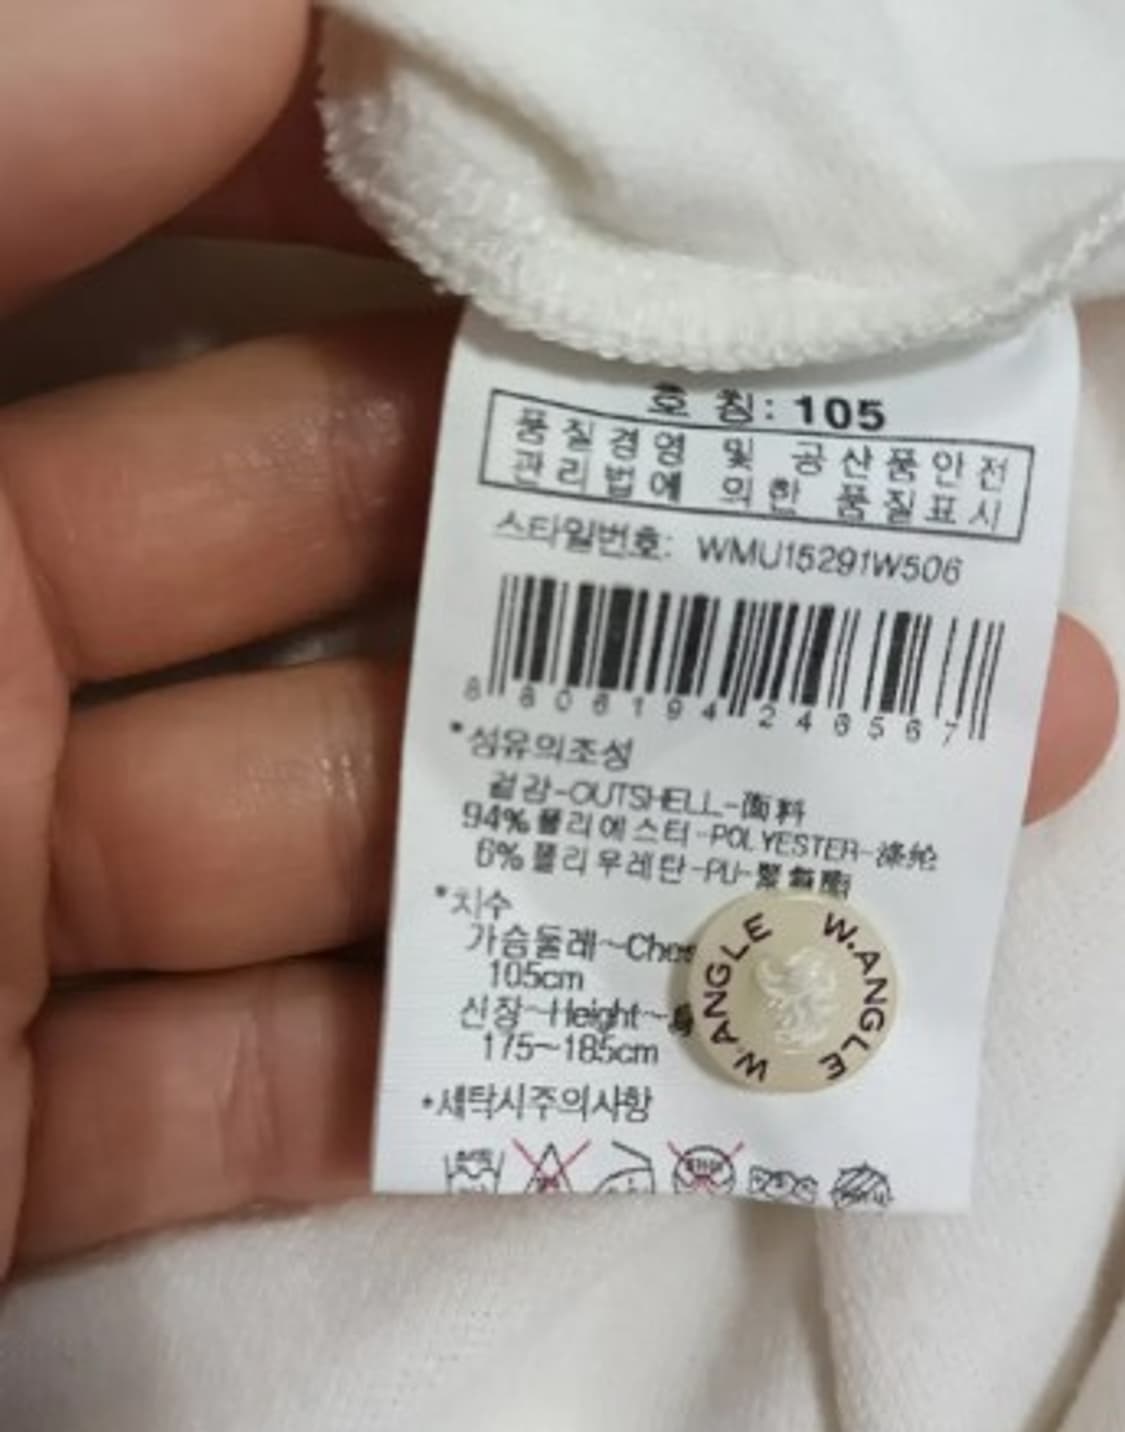 호 칭: 105
품질경영 및 공산품안전
관리법에 의한 품질표시
스타일번호: WMU15291W506
8 806194 246567
*섬유의조성
겉감-OUTSHELL-面料
94% 폴리에스터-POLYESTER-涤纶
6% 폴리우레탄-PU-聚氨酯
*치수
가슴둘레~Ches
105cm
신장~Height~身
175~185cm
*세탁시주의사항
W.ANGLE W.ANGLE